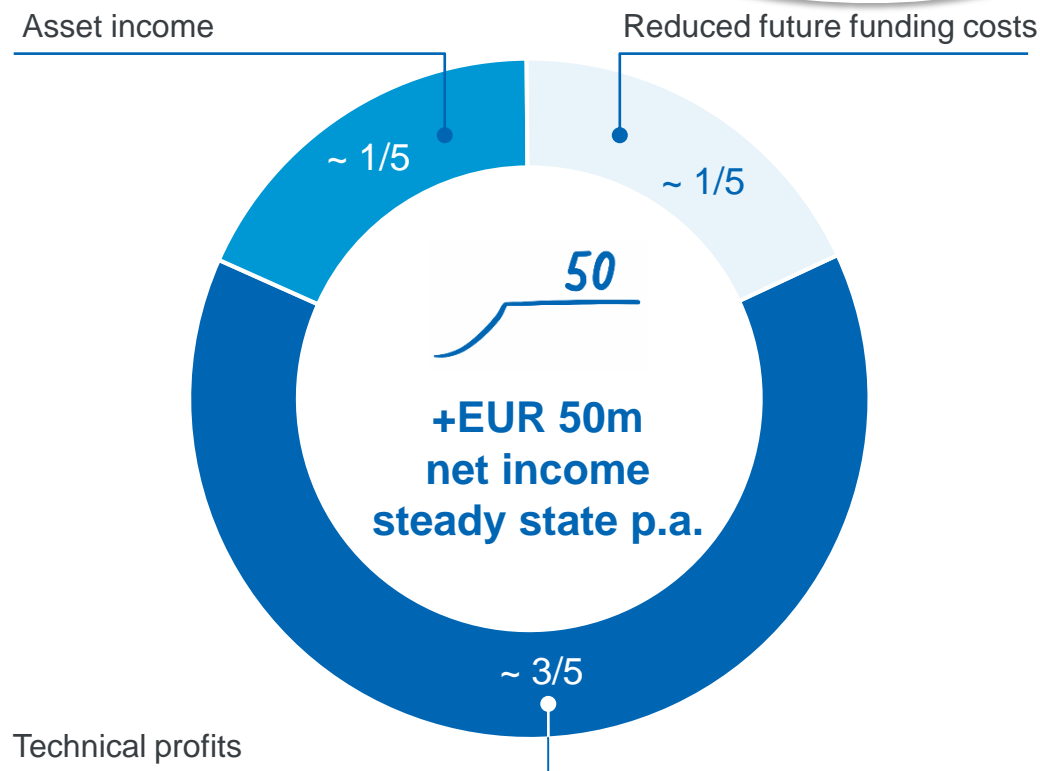 Asset income
Reduced future funding costs
~ 1/5
~ 1/5
50
+EUR 50m
net income
steady state p.a.
~ 3/5
Technical profits